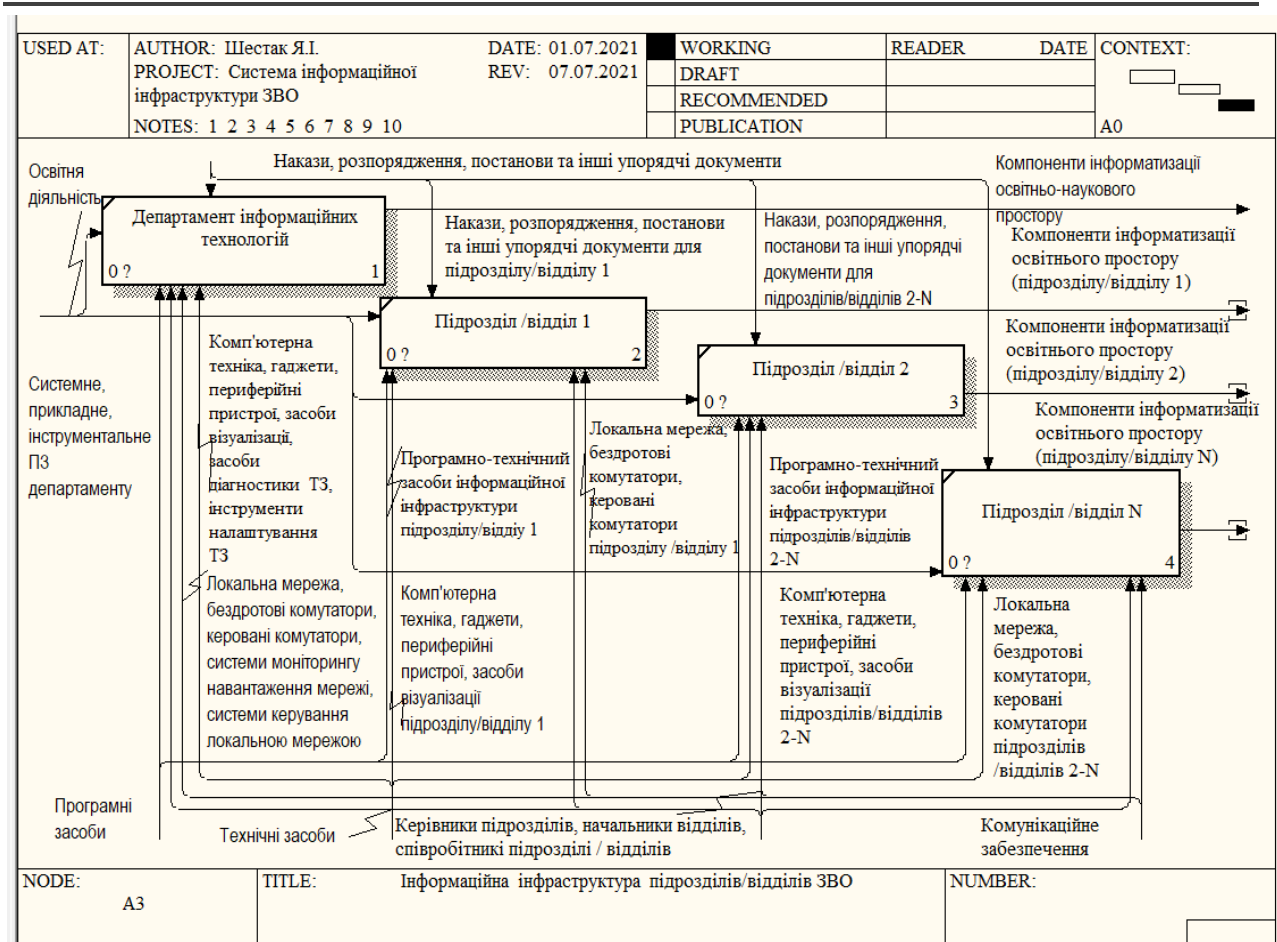 USED AT:
AUTHOR: Шестак Я.І.
DATE: 01.07.2021
PROJECT: Система інформаційної
інфраструктури ЗВО
REV: 07.07.2021
NOTES: 1 2 3 4 5 6 7 8 9 10
WORKING
DRAFT
RECOMMENDED
PUBLICATION
READER
DATE
CONTEXT:
A0
Освітня
діяльність
Накази, розпорядження, постанови та інші упорядчі документи
Компоненти інформатизації
освітньо-наукового
простору
Департамент інформаційних
технологій
0 ?
1
Накази, розпорядження, постанови
та інші упорядчі документи для
підрозділу/відділу 1
Накази, розпорядження,
постанови та інші упорядчі
документи для
підрозділів/відділів 2-N
Компоненти інформатизації
освітнього простору
(підрозділу/відділу 1)
Підрозділ /відділ 1
0 ?
2
Компоненти інформатизації
освітнього простору
(підрозділу/відділу 2)
Підрозділ /відділ 2
0 ?
3
Компоненти інформатизації
освітнього простору
(підрозділу/відділу N)
Підрозділ /відділ N
0 ?
4
Системне,
прикладне,
інструментальне
ПЗ
департаменту
Комп'ютерна
техніка, гаджети,
периферійні
пристрої, засоби
візуалізації,
засоби
діагностики ТЗ,
інструменти
налаштування
ТЗ
Програмно-технічний
засоби інформаційної
інфраструктури
підрозділу/віддіу 1
Локальна мережа,
бездротові
комутатори,
керовані
комутатори
підрозділу /відділу 1
Програмно-технічний
засоби інформаційної
інфраструктури
підрозділів/відділів
2-N
Локальна мережа,
бездротові комутатори,
керовані комутатори,
системи моніторингу
навантаження мережі,
системи керування
локальною мережою
Комп'ютерна
техніка, гаджети,
периферійні
пристрої, засоби
візуалізації
підрозділу/відділу 1
Комп'ютерна
техніка, гаджети,
периферійні
пристрої, засоби
візуалізації
підрозділів/відділів
2-N
Локальна
мережа,
бездротові
комутатори,
керовані
комутатори
підрозділів
/відділів 2-N
Програмні
засоби
Технічні засоби
Керівники підрозділів, начальники відділів,
співробітникі підрозділі / відділів
Комунікаційне
забезпечення
NODE:
A3
TITLE:
Інформаційна інфраструктура підрозділів/відділів ЗВО
NUMBER: